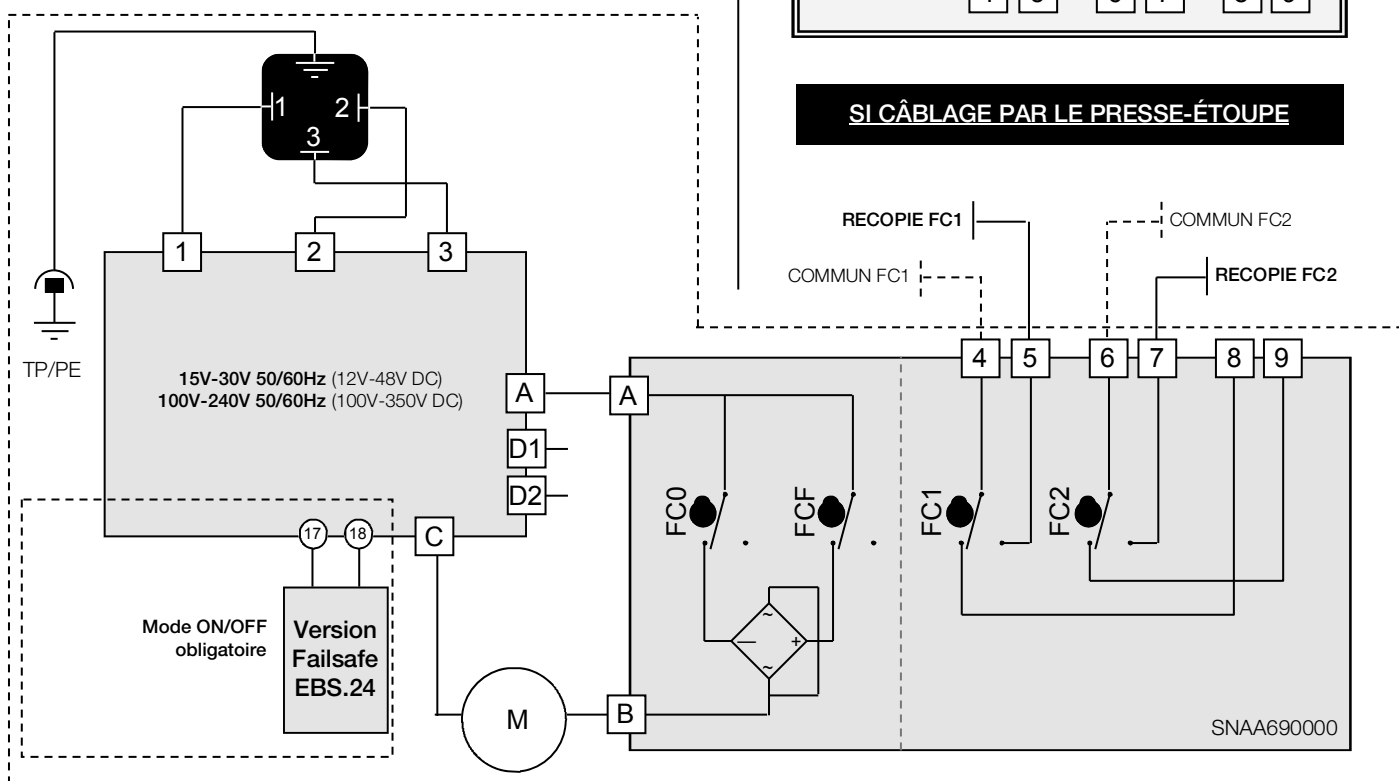 SI CÂBLAGE PAR LE PRESSE-ÉTOUPE
1 2
3
RECOPIE FC1
COMMUN FC2
COMMUN FC1
RECOPIE FC2
1 2 3
TP/PE
4 5 6 7 8 9
15V-30V 50/60Hz (12V-48V DC)
100V-240V 50/60Hz (100V-350V DC)
A
A
D1
D2
FC0
FCF
FC1
FC2
17 18
C
Mode ON/OFF
obligatoire
Version
Failsafe
EBS.24
~
— +
~
M
B
SNAA690000